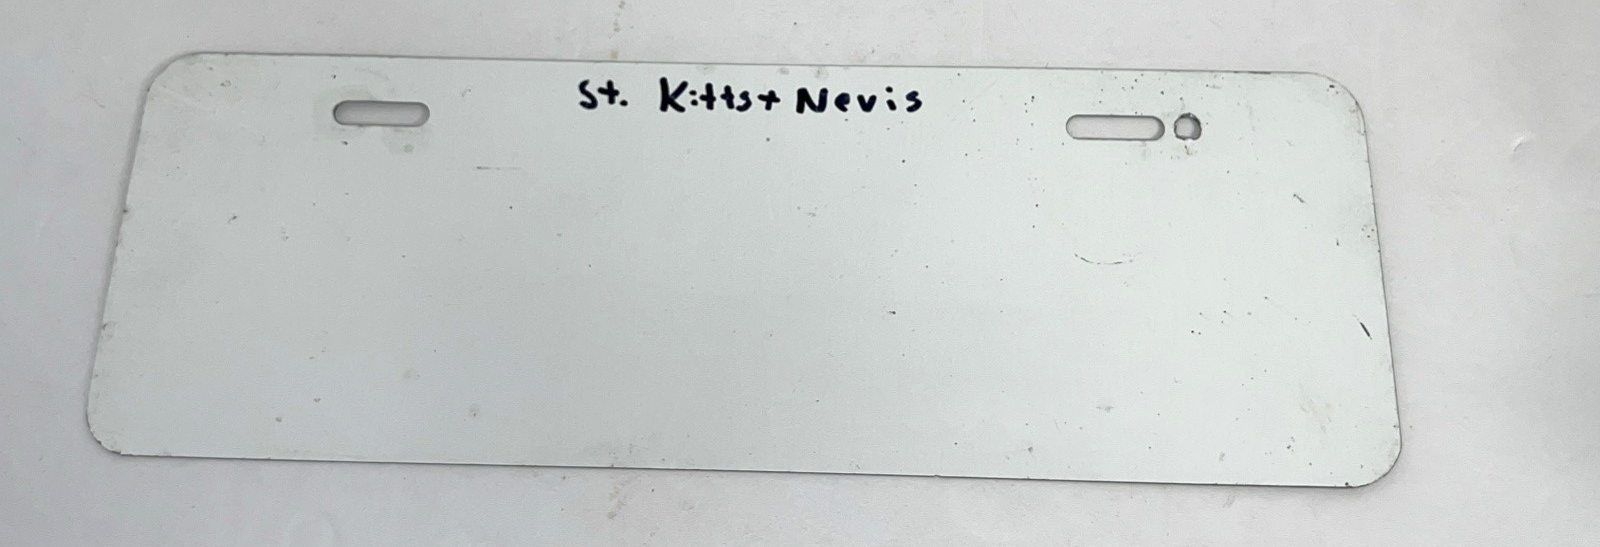 St. Kitts + Nevis